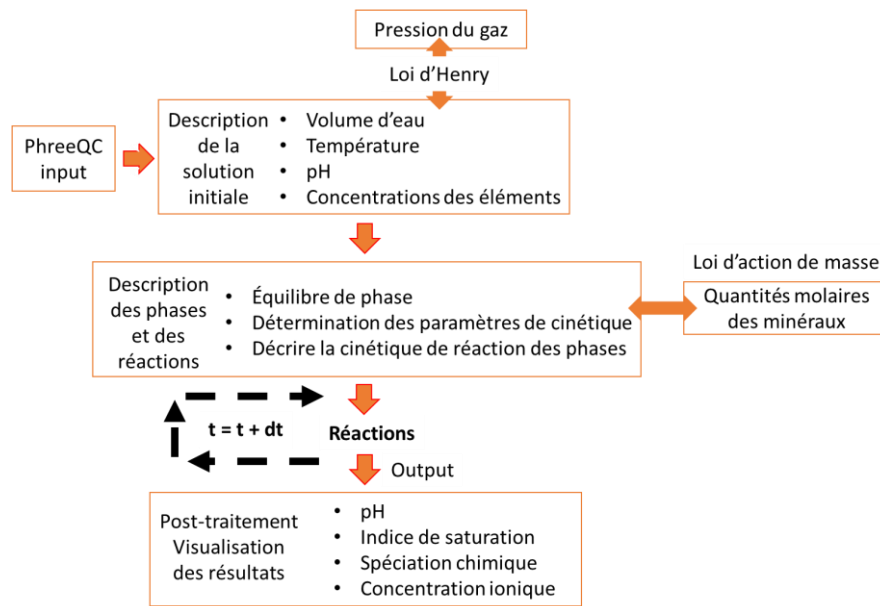 Pression du gaz
Loi d'Henry
PhreeQC
input
Description
de la
solution
initiale
• Volume d'eau
• Température
• pH
• Concentrations des éléments
Description
des phases
et des
réactions
• Équilibre de phase
• Détermination des paramètres de cinétique
• Décrire la cinétique de réaction des phases
Loi d'action de masse
Quantités molaires
des minéraux
t = t + dt
Réactions
Output
Post-traitement
Visualisation
des résultats
• pH
• Indice de saturation
• Spéciation chimique
• Concentration ionique